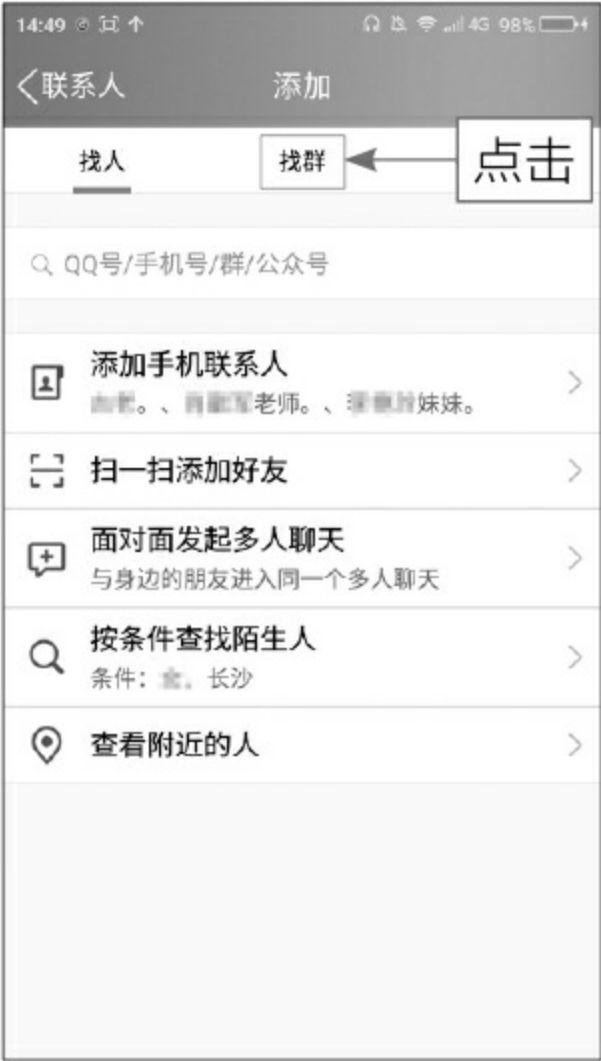 14:49 4G 98%
联系人 添加
找人 找群 点击
QQ号/手机号/群/公众号
添加手机联系人
。、老师。、妹妹。
扫一扫添加好友
面对面发起多人聊天
与身边的朋友进入同一个多人聊天
按条件查找陌生人
条件： 长沙
查看附近的人